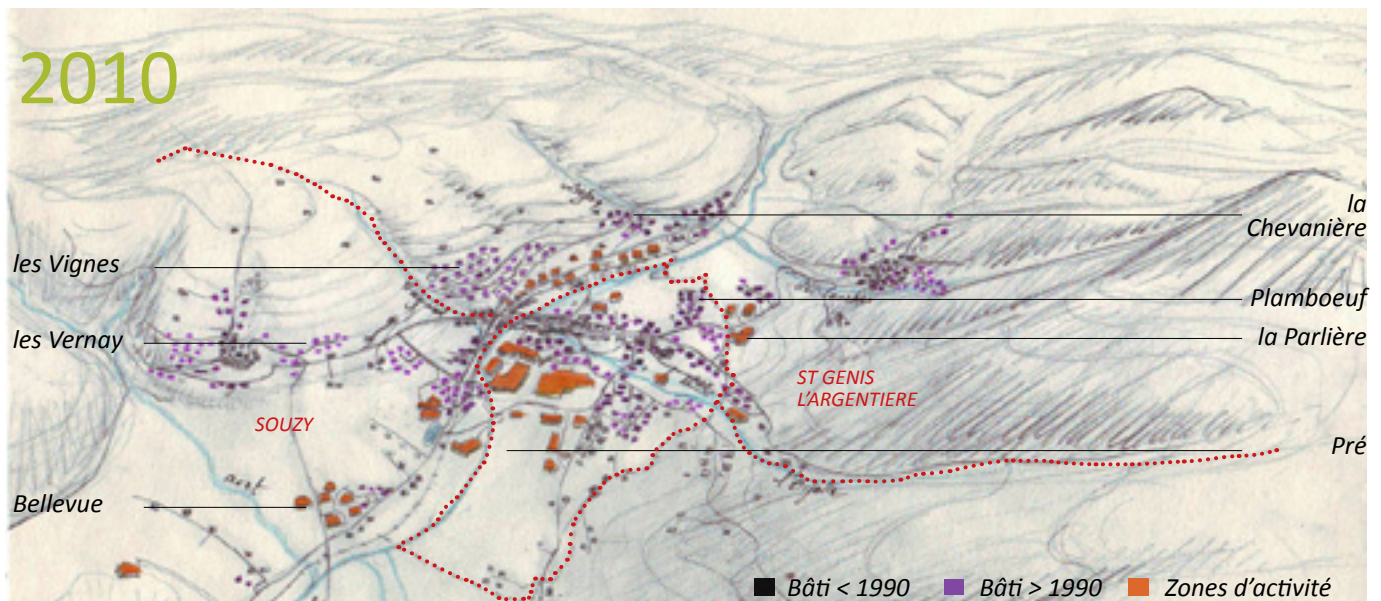 2010
la
Chevanière
les Vignes
Plamboeuf
les Vernay
la Parlière
ST GENIS
L'ARGENTIERE
SOUZY
Pré
Bellevue
Bâti < 1990
Bâti > 1990
Zones d'activité